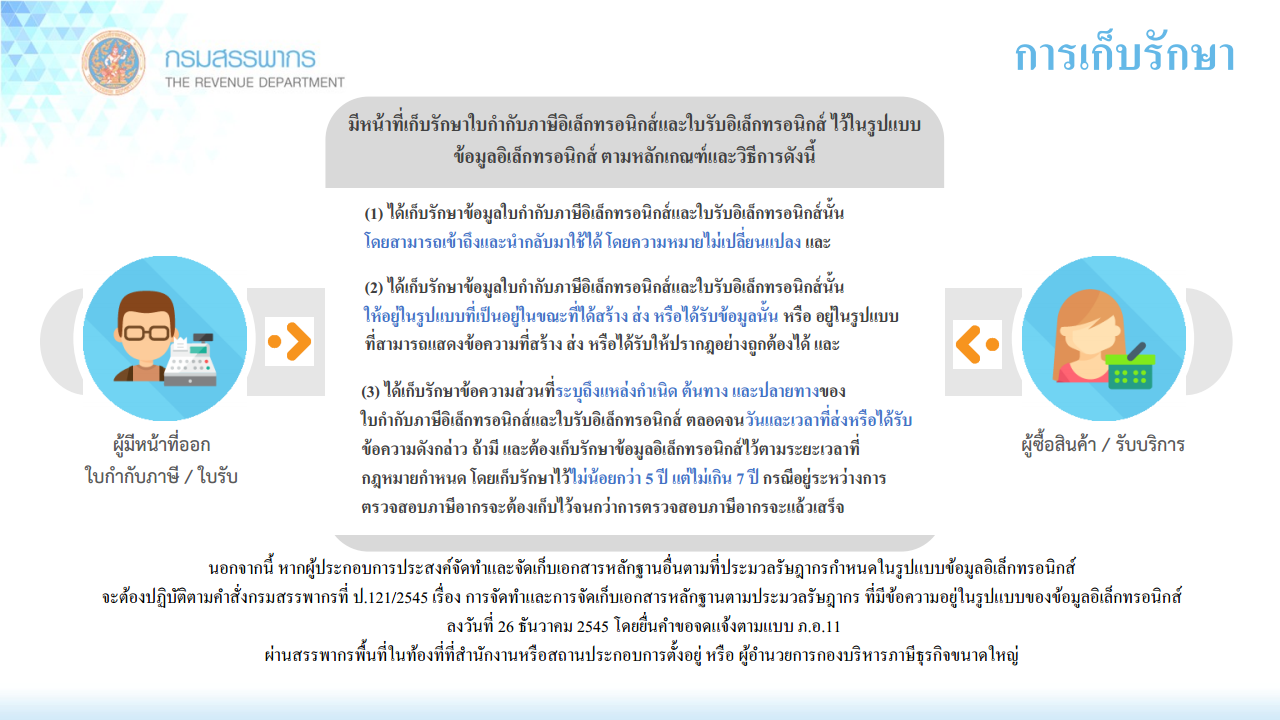 กรมสรรพากร
THE REVENUE DEPARTMENT
การเก็บรักษา
มีหน้าที่เก็บรักษาใบกำกับภาษีอิเล็กทรอนิกส์และใบรับอิเล็กทรอนิกส์ ไว้ในรูปแบบ
ข้อมูลอิเล็กทรอนิกส์ ตามหลักเกณฑ์และวิธีการดังนี้
(1) ได้เก็บรักษาข้อมูลใบกำกับภาษีอิเล็กทรอนิกส์และใบรับอิเล็กทรอนิกส์นั้น
โดยสามารถเข้าถึงและนำกลับมาใช้ได้ โดยความหมายไม่เปลี่ยนแปลง และ
(2) ได้เก็บรักษาข้อมูลใบกำกับภาษีอิเล็กทรอนิกส์และใบรับอิเล็กทรอนิกส์นั้น
ให้อยู่ในรูปแบบที่เป็นอยู่ในขณะที่ได้สร้าง ส่ง หรือได้รับข้อมูลนั้น หรือ อยู่ในรูปแบบ
ที่สามารถแสดงข้อความที่สร้าง ส่ง หรือได้รับให้ปรากฏอย่างถูกต้องได้ และ
(3) ได้เก็บรักษาข้อความส่วนที่ระบุถึงแหล่งกำเนิด ต้นทาง และปลายทางของ
ใบกำกับภาษีอิเล็กทรอนิกส์และใบรับอิเล็กทรอนิกส์ ตลอดจนวันและเวลาที่ส่งหรือได้รับ
ข้อความดังกล่าว ถ้ามี และต้องเก็บรักษาข้อมูลอิเล็กทรอนิกส์ไว้ตามระยะเวลาที่
กฎหมายกำหนด โดยเก็บรักษาไว้ไม่น้อยกว่า 5 ปี แต่ไม่เกิน 7 ปี กรณีอยู่ระหว่างการ
ตรวจสอบภาษีอากรจะต้องเก็บไว้จนกว่าการตรวจสอบภาษีอากรจะแล้วเสร็จ
ผู้มีหน้าที่ออก
ใบกำกับภาษี / ใบรับ
ผู้ซื้อสินค้า / รับบริการ
นอกจากนี้ หากผู้ประกอบการประสงค์จัดทำและจัดเก็บเอกสารหลักฐานอื่นตามที่ประมวลรัษฎากรกำหนดในรูปแบบข้อมูลอิเล็กทรอนิกส์
จะต้องปฏิบัติตามคำสั่งกรมสรรพากรที่ ป.121/2545 เรื่อง การจัดทำและการจัดเก็บเอกสารหลักฐานตามประมวลรัษฎากร ที่มีข้อความอยู่ในรูปแบบของข้อมูลอิเล็กทรอนิกส์
ลงวันที่ 26 ธันวาคม 2545 โดยยื่นคำขอจดแจ้งตามแบบ ภ.อ.11
ผ่านสรรพากรพื้นที่ในท้องที่ที่สำนักงานหรือสถานประกอบการตั้งอยู่ หรือ ผู้อำนวยการกองบริหารภาษีธุรกิจขนาดใหญ่